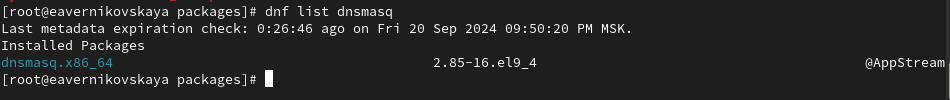 [root@eavernikovskaya packages]# dnf list dnsmasq
Last metadata expiration check: 0:26:46 ago on Fri 20 Sep 2024 09:50:20 PM MSK.
Installed Packages
dnsmasq.x86_64 2.85-16.el9_4 @AppStream
[root@eavernikovskaya packages]#